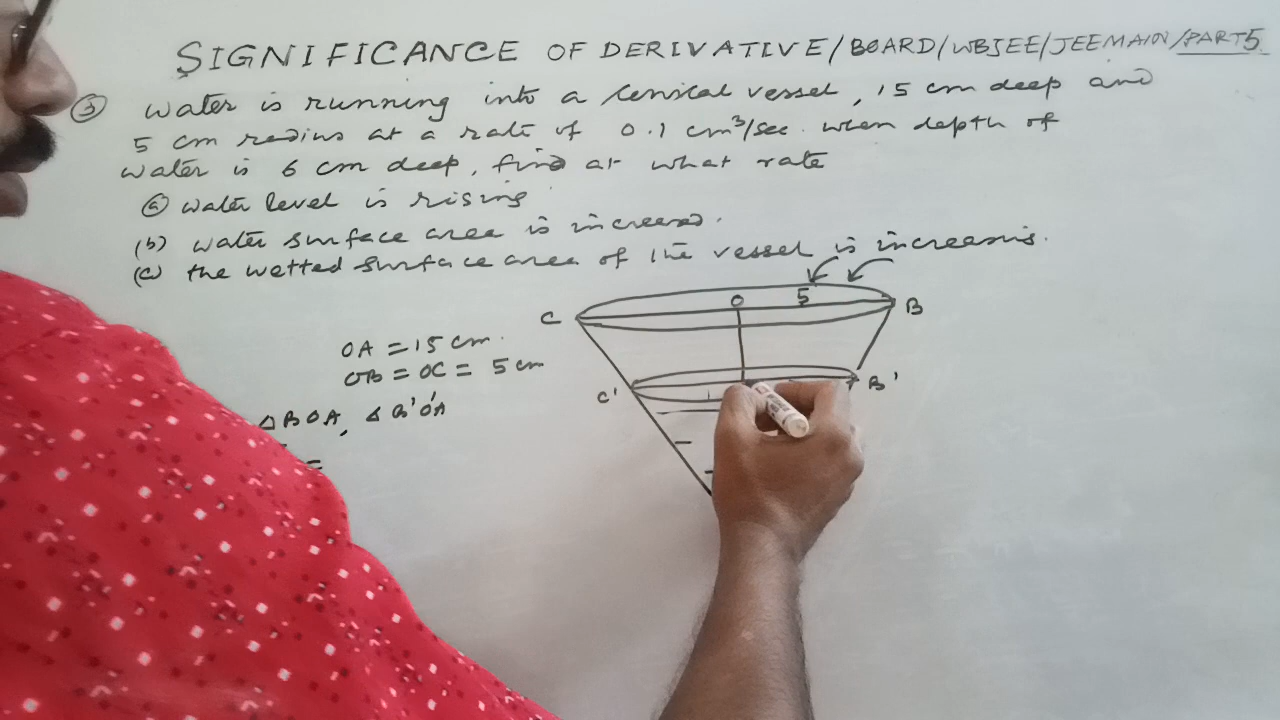 SIGNIFICANCE OF DERIVATIVE/BOARD/WBJEE/JEEMAIN/PART5
③ water is running into a conical vessel, 15 cm deep and
5 cm radius at a rate of 0.1 cm³/sec. when depth of
water is 6 cm deep, find at what rate
ⓐ water level is rising
(b) water surface area is increased.
(c) the wetted surface area of the vessel is increasing.
C O 5 B
OA = 15 cm.
OB = OC = 5 cm
C' B'
△BOA, △B'O'A
=